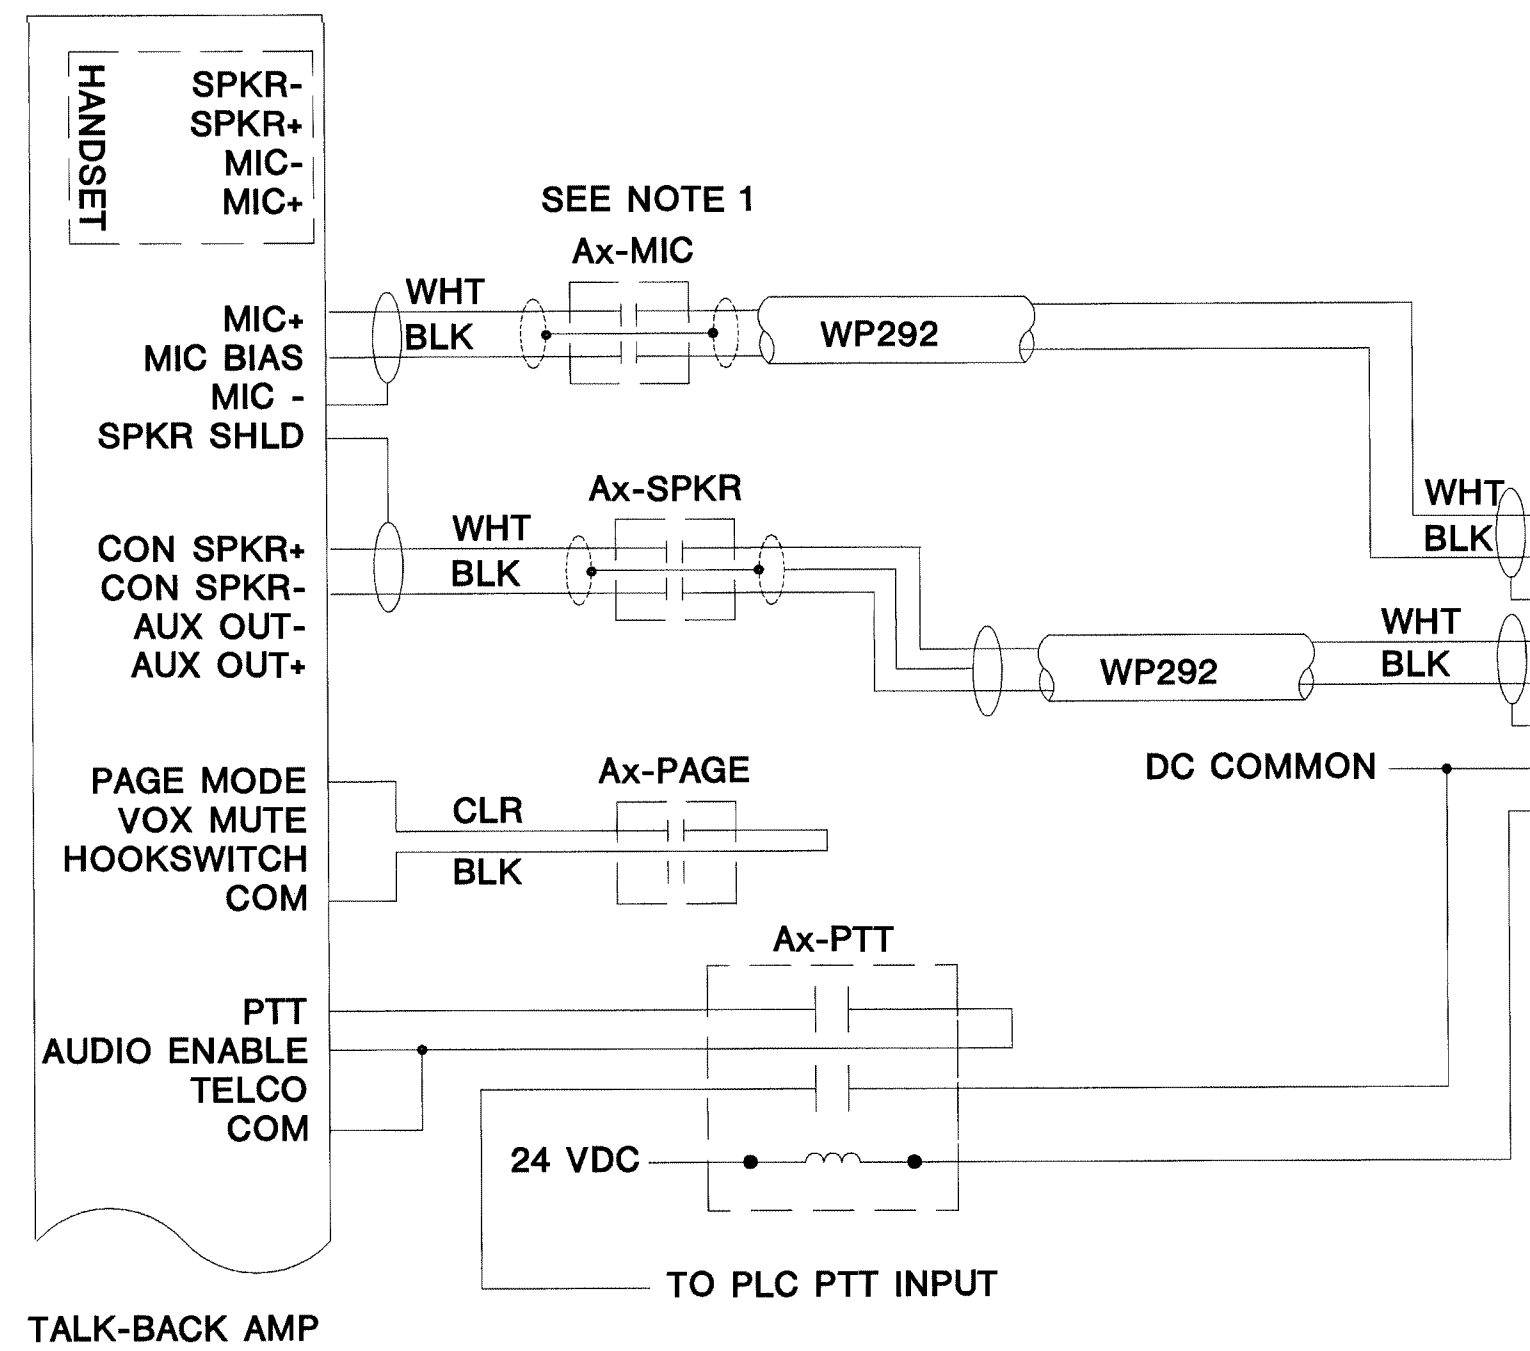 HANDSET
SPKR-
SPKR+
MIC-
MIC+
SEE NOTE 1
Ax-MIC
WHT
BLK
MIC+
MIC BIAS
MIC -
SPKR SHLD
WP292
Ax-SPKR
WHT
BLK
WHT
BLK
CON SPKR+
CON SPKR-
AUX OUT-
AUX OUT+
WP292
WHT
BLK
DC COMMON
PAGE MODE
VOX MUTE
HOOKSWITCH
COM
Ax-PAGE
CLR
BLK
Ax-PTT
PTT
AUDIO ENABLE
TELCO
COM
24 VDC
TO PLC PTT INPUT
TALK-BACK AMP